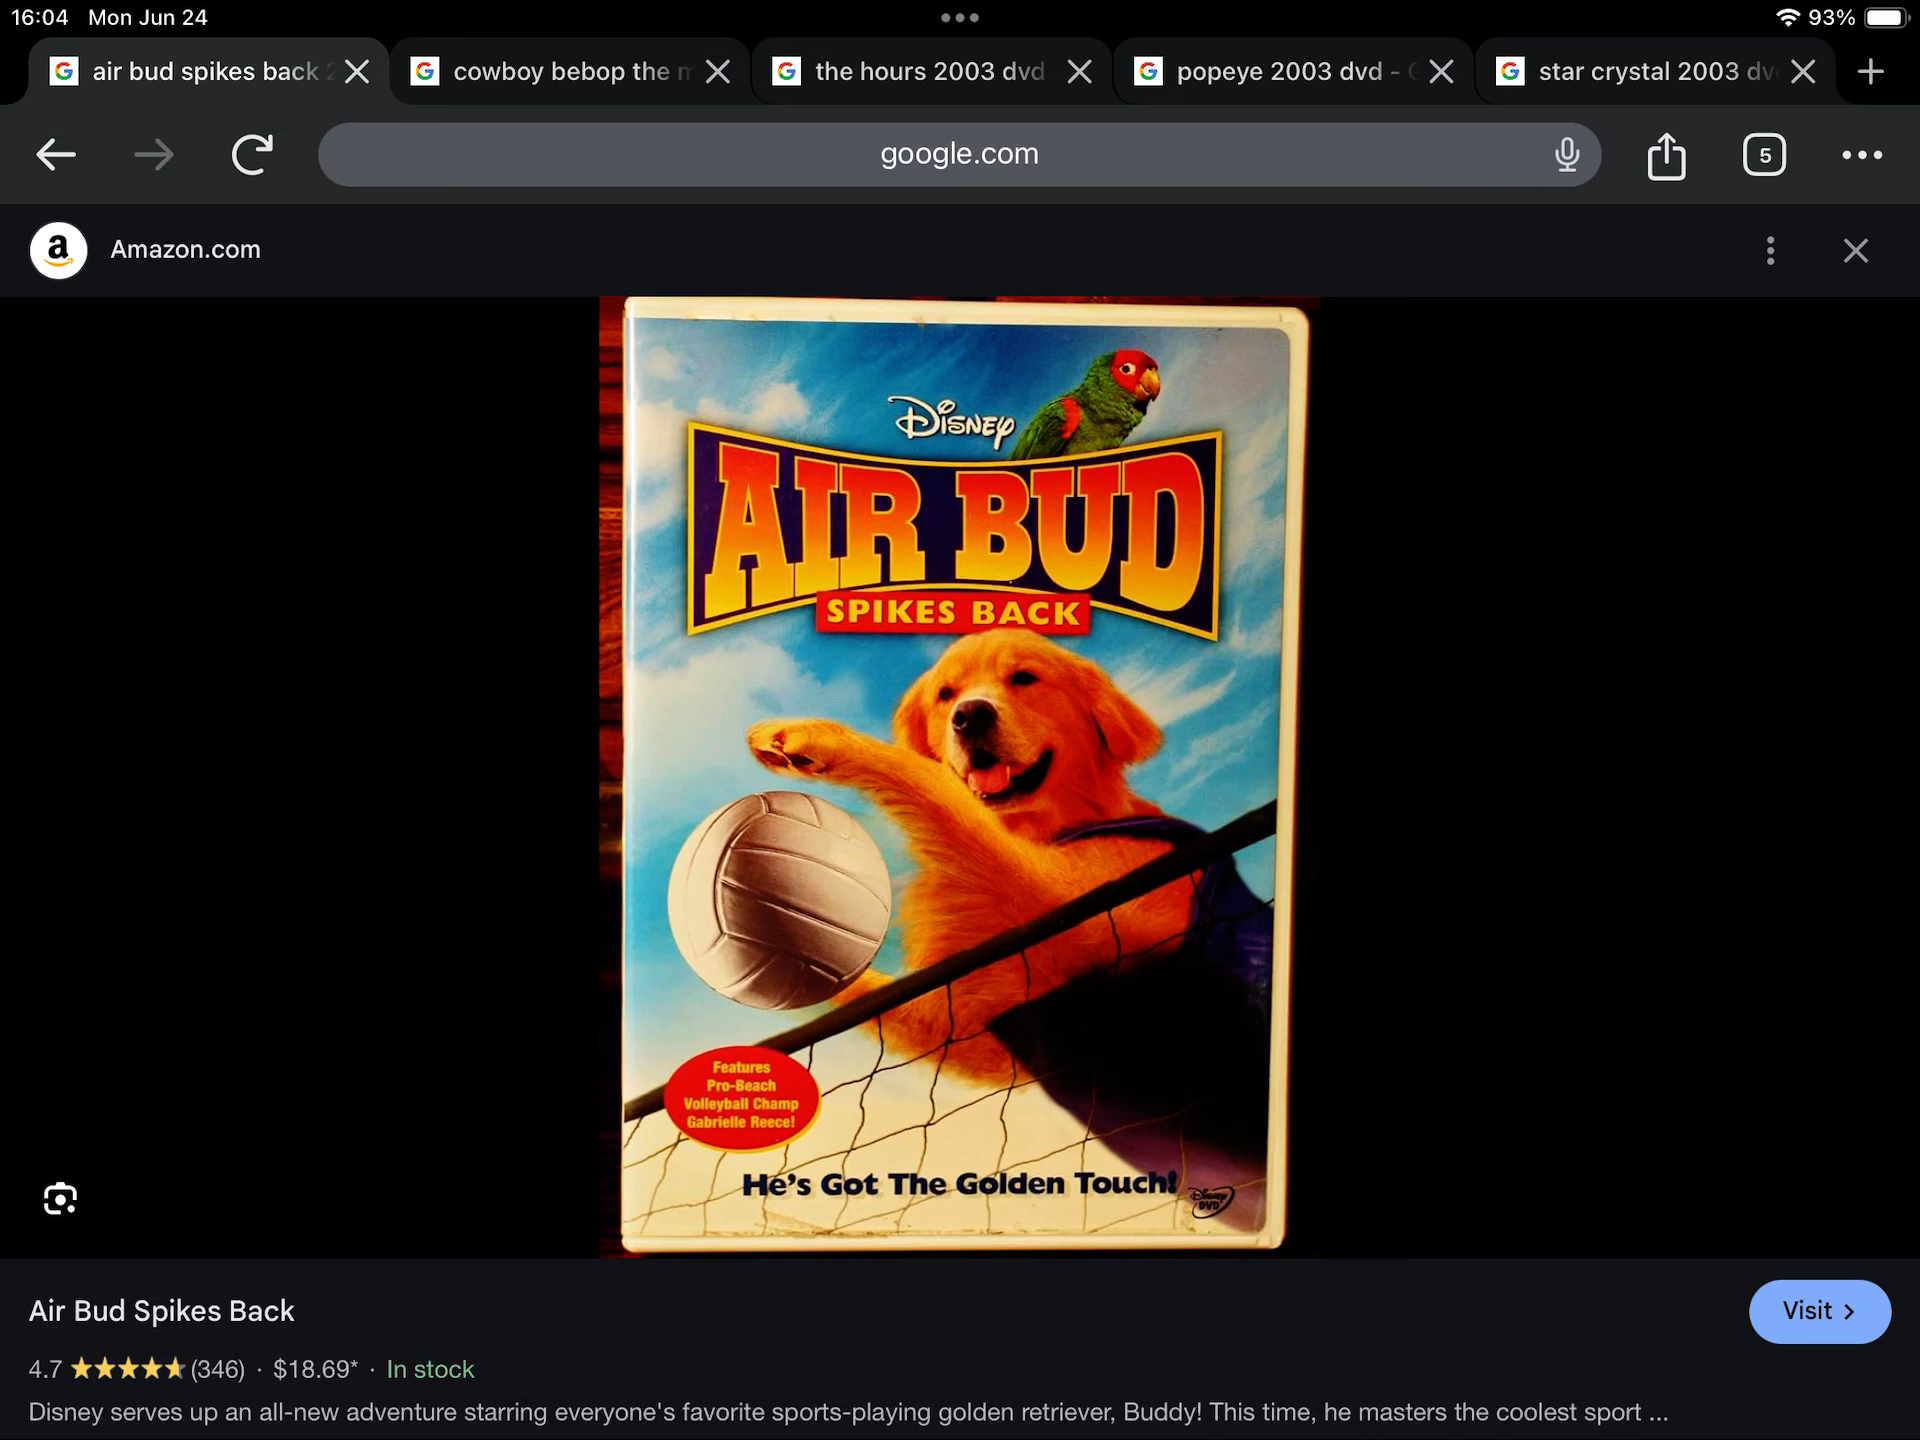 16:04 Mon Jun 24
93%
air bud spikes back
cowboy bebop the
the hours 2003 dvd
popeye 2003 dvd -
star crystal 2003
google.com
5
Amazon.com
Disney
AIR BUD
SPIKES BACK
Features
Pro-Beach
Volleyball Champ
Gabrielle Reece!
He's Got The Golden Touch!
Disney
DVD
Air Bud Spikes Back
Visit
4.7 (346) · $18.69* · In stock
Disney serves up an all-new adventure starring everyone's favorite sports-playing golden retriever, Buddy! This time, he masters the coolest sport ...